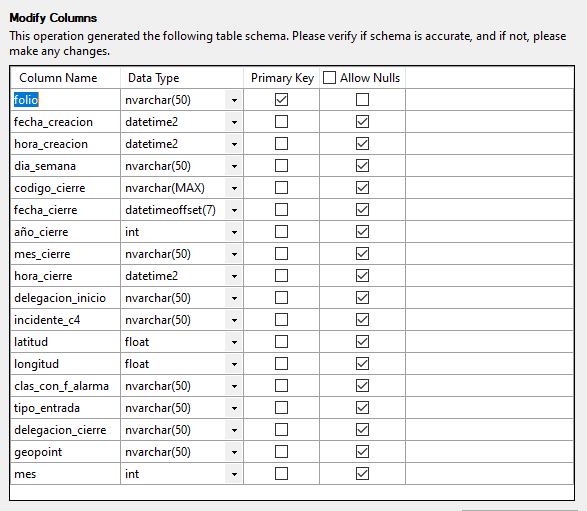 Modify Columns
This operation generated the following table schema. Please verify if schema is accurate, and if not, please
make any changes.
Column Name Data Type Primary Key Allow Nulls
folio nvarchar(50)
fecha_creacion datetime2
hora_creacion datetime2
dia_semana nvarchar(50)
codigo_cierre nvarchar(MAX)
fecha_cierre datetimeoffset(7)
año_cierre int
mes_cierre nvarchar(50)
hora_cierre datetime2
delegacion_inicio nvarchar(50)
incidente_c4 nvarchar(50)
latitud float
longitud float
clas_con_f_alarma nvarchar(50)
tipo_entrada nvarchar(50)
delegacion_cierre nvarchar(50)
geopoint nvarchar(50)
mes int